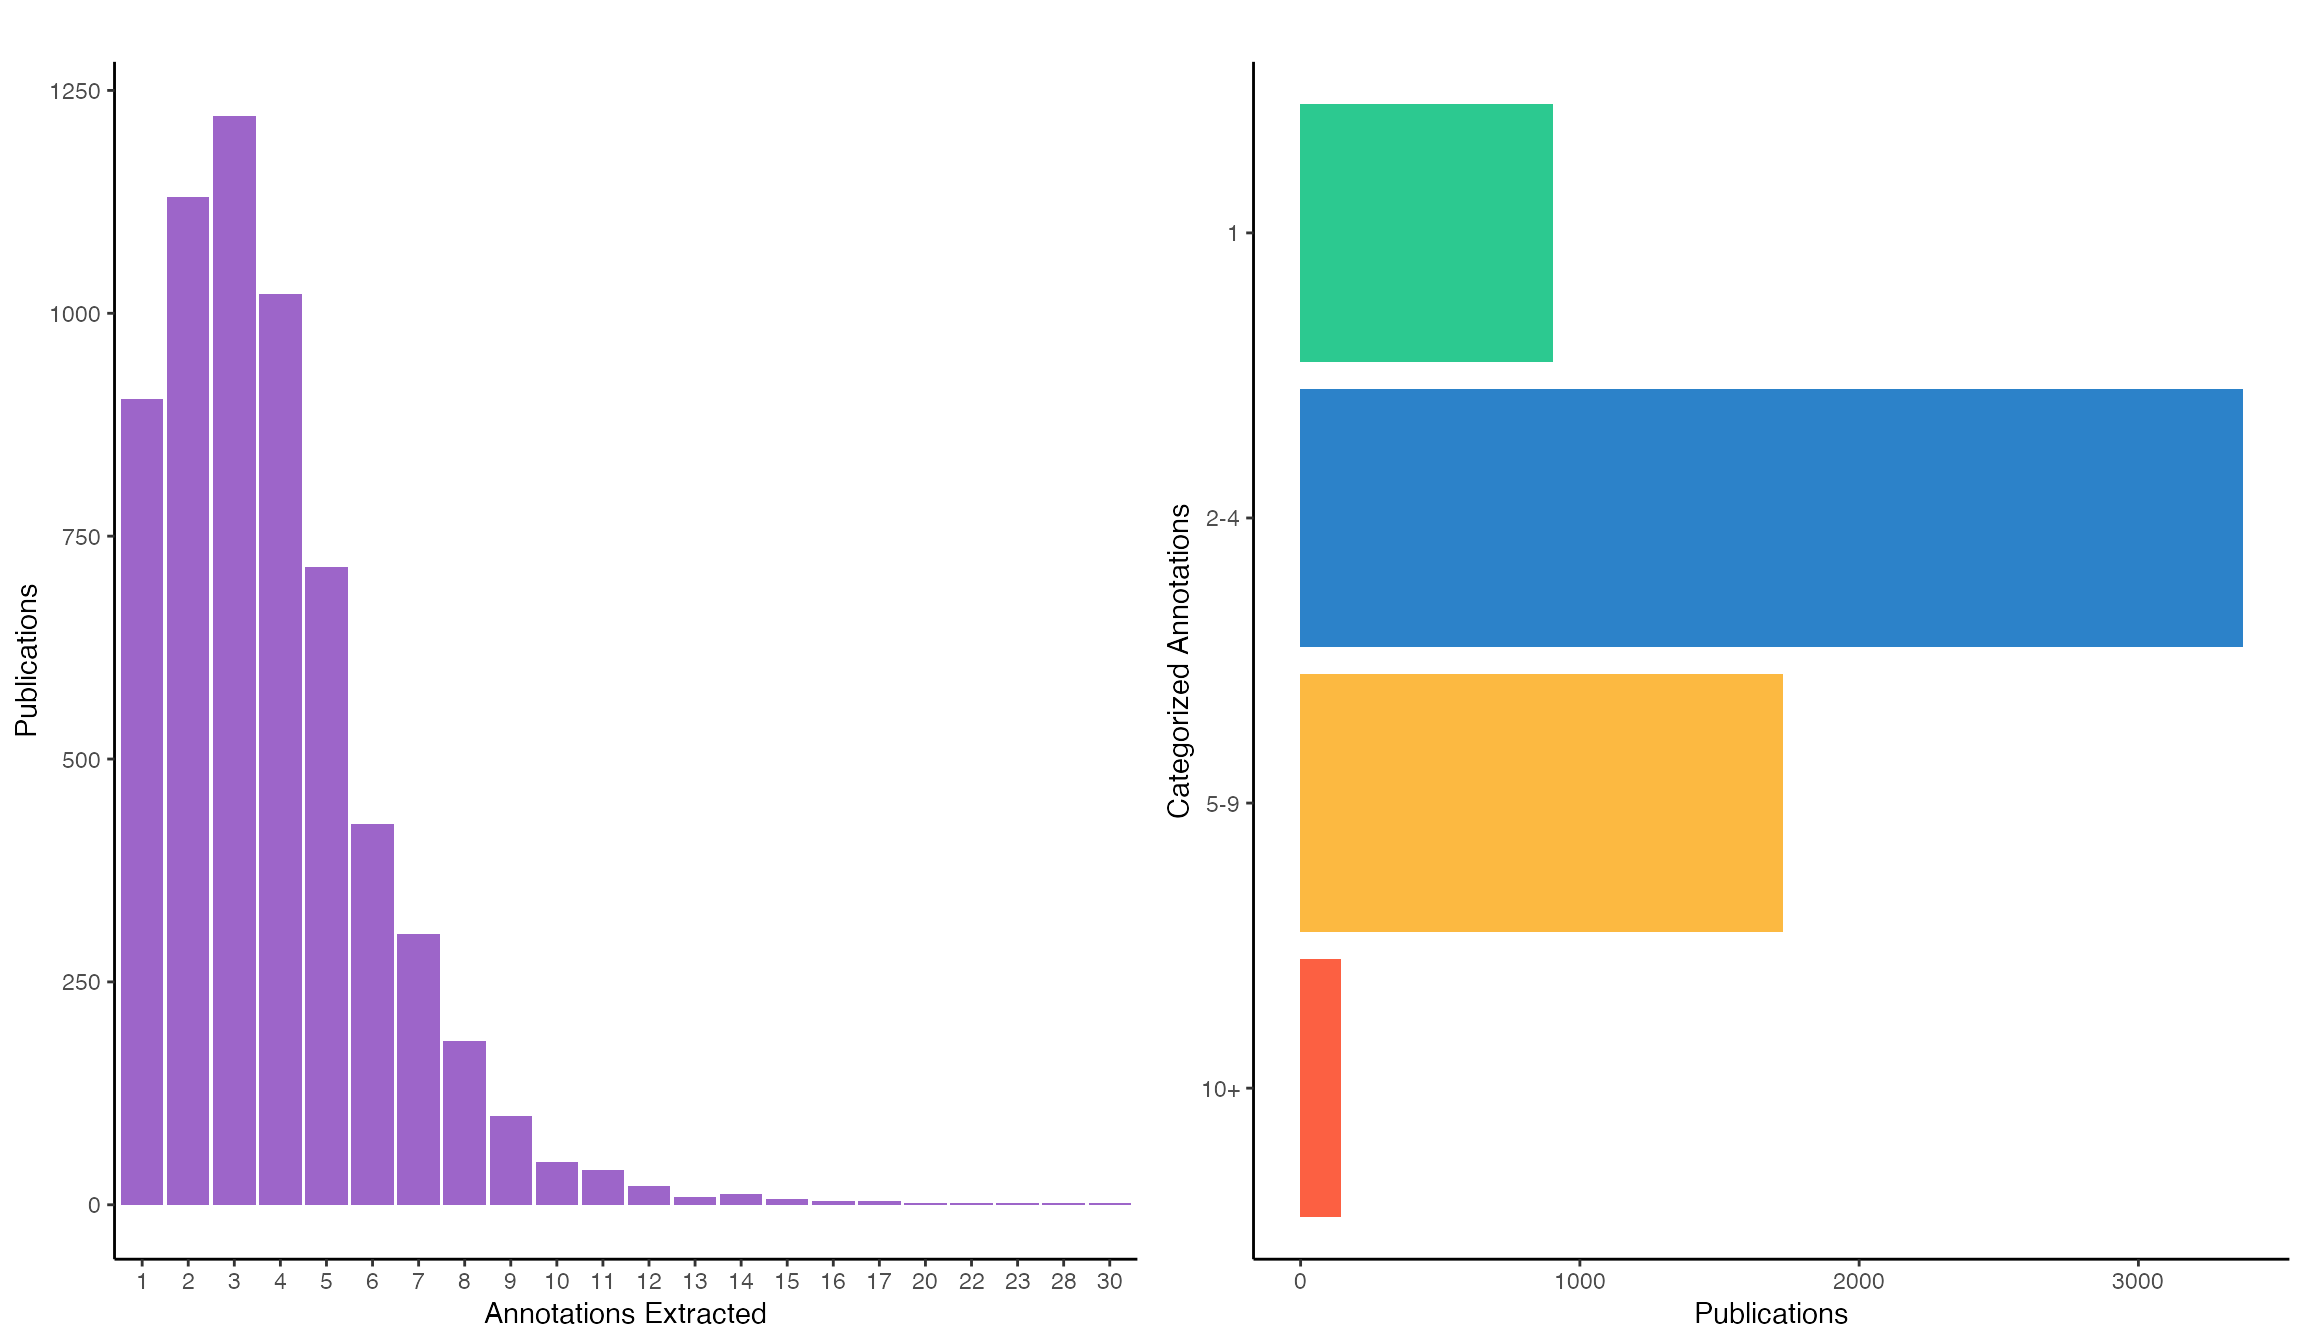 Publications
1250
1000
750
500
250
0
1 2 3 4 5 6 7 8 9 10 11 12 13 14 15 16 17 20 22 23 28 30
Annotations Extracted
Categorized Annotations
1
2-4
5-9
10+
0 1000 2000 3000
Publications